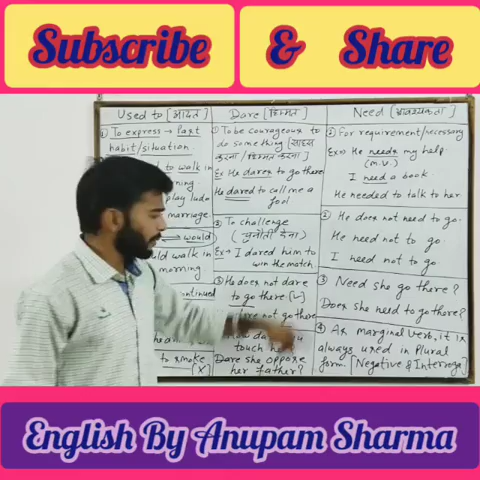 Subscribe & Share
Used to [आदत]
① To express → Past
habit/situation.
to walk in
morning.
play ludo
marriage.
would
walk in
morning
continued
to smoke
[X]
Dare [हिम्मत]
① To be courageous to
do something [साहस
करना / हिम्मत करना]
Ex He dares to go there
He dared to call me a
fool
② To challenge
(चुनौती देना)
Ex → I dared him to
win the match
③ He does not dare
to go there [✓]
not go there
touch
Dare she oppose
her father?
Need [आवश्यकता]
① For requirement/necessary
Ex→ He needs my help.
(m.v.)
I need a book.
He needed to talk to her
② He does not need to go.
He need not to go.
I need not to go.
③ Need she go there?
Does she need to go there?
④ As marginal verb, it is
always used in Plural
form. [Negative & Interroga]
English By Anupam Sharma